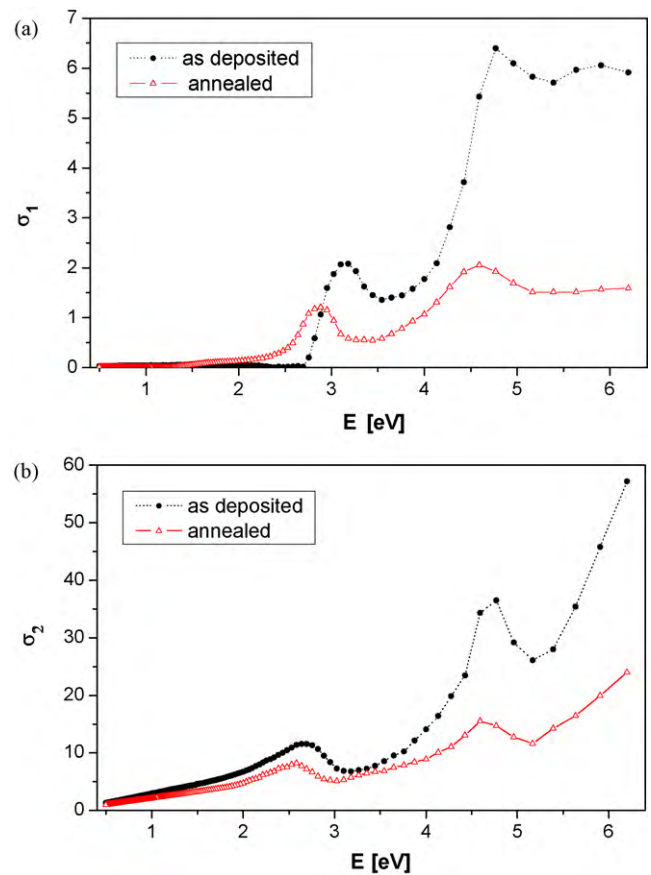 (a)
7
6
5
4
3
2
1
0
σ1
as deposited
annealed
1 2 3 4 5 6
E [eV]
(b)
60
50
40
30
20
10
0
σ2
as deposited
annealed
1 2 3 4 5 6
E [eV]